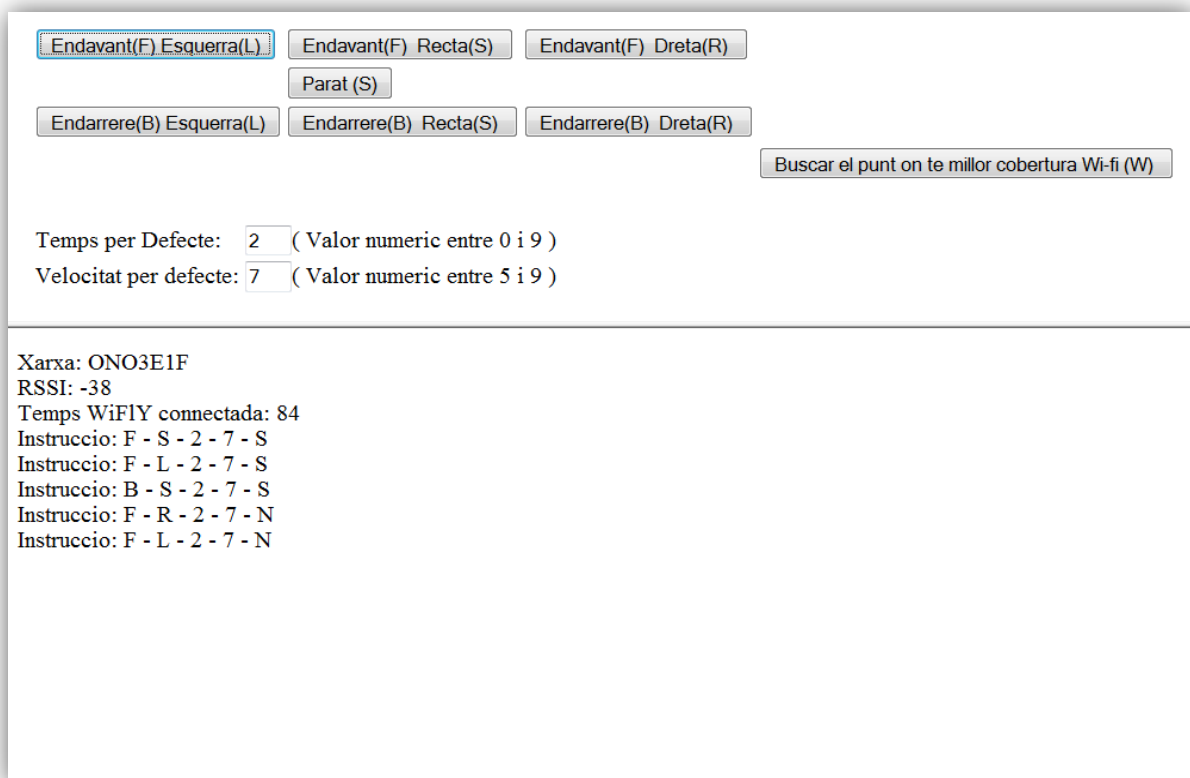 Endavant(F) Esquerra(L) Endavant(F) Recta(S) Endavant(F) Dreta(R)
Parat (S)
Endarrere(B) Esquerra(L) Endarrere(B) Recta(S) Endarrere(B) Dreta(R)
Buscar el punt on te millor cobertura Wi-fi (W)
Temps per Defecte: 2 ( Valor numeric entre 0 i 9 )
Velocitat per defecte: 7 ( Valor numeric entre 5 i 9 )
Xarxa: ONO3E1F
RSSI: -38
Temps WiFlY connectada: 84
Instruccio: F - S - 2 - 7 - S
Instruccio: F - L - 2 - 7 - S
Instruccio: B - S - 2 - 7 - S
Instruccio: F - R - 2 - 7 - N
Instruccio: F - L - 2 - 7 - N